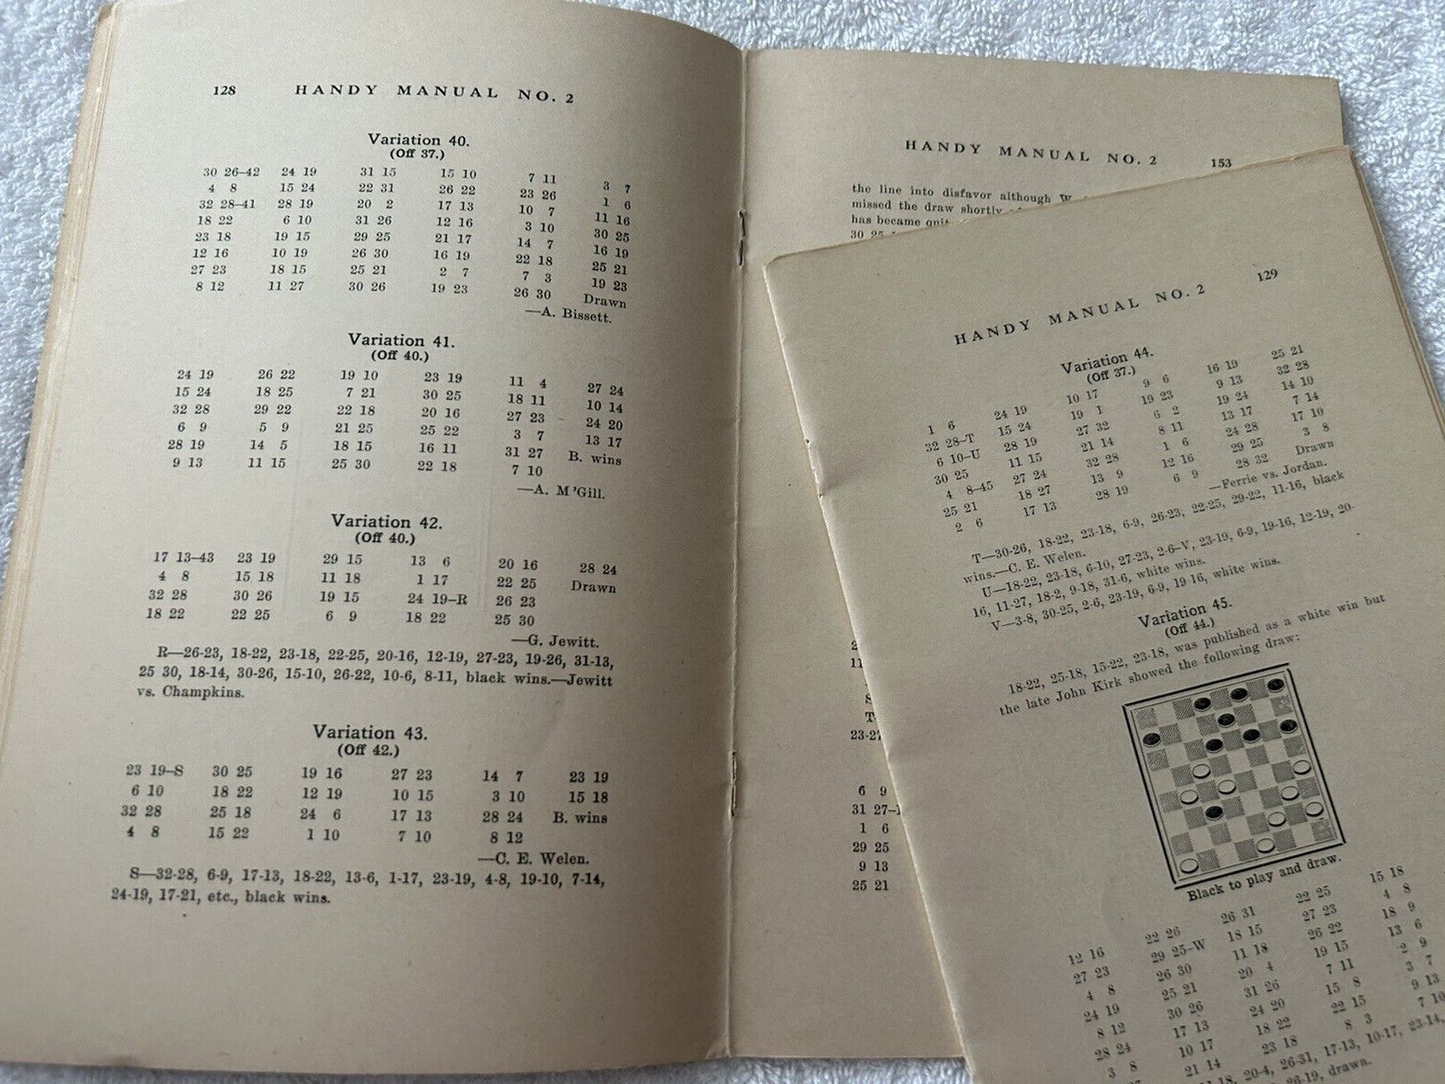 128 HANDY MANUAL NO. 2
Variation 40.
(Off 37.)
30 26–42 24 19 31 15 15 10 7 11 3 7
4 8 15 24 22 31 26 22 23 26 1 6
32 28–41 28 19 20 2 17 13 10 7 11 16
18 22 6 10 31 26 12 16 3 10 30 25
23 18 19 15 29 25 21 17 14 7 16 19
12 16 10 19 26 30 16 19 22 18 25 21
27 23 18 15 25 21 2 7 7 3 19 23
8 12 11 27 30 26 19 23 26 30 Drawn
—A. Bissett.
Variation 41.
(Off 40.)
24 19 26 22 19 10 23 19 11 4 27 24
15 24 18 25 7 21 30 25 18 11 10 14
32 28 29 22 22 18 20 16 27 23 24 20
6 9 5 9 21 25 25 22 3 7 13 17
28 19 14 5 18 15 16 11 31 27 B. wins
9 13 11 15 25 30 22 18 7 10
—A. M'Gill.
Variation 42.
(Off 40.)
17 13–43 23 19 29 15 13 6 20 16 28 24
4 8 15 18 11 18 1 17 22 25 Drawn
32 28 30 26 19 15 24 19–R 26 23
18 22 22 25 6 9 18 22 25 30
—G. Jewitt.
R—26-23, 18-22, 23-18, 22-25, 20-16, 12-19, 27-23, 19-26, 31-13,
25 30, 18-14, 30-26, 15-10, 26-22, 10-6, 8-11, black wins.—Jewitt
vs. Champkins.
Variation 43.
(Off 42.)
23 19–S 30 25 19 16 27 23 14 7 23 19
6 10 18 22 12 19 10 15 3 10 15 18
32 28 25 18 24 6 17 13 28 24 B. wins
4 8 15 22 1 10 7 10 8 12
—C. E. Welen.
S—32-28, 6-9, 17-13, 18-22, 13-6, 1-17, 23-19, 4-8, 19-10, 7-14,
24-19, 17-21, etc., black wins.
HANDY MANUAL NO. 2 153
the line into disfavor although
missed the draw shortly
has became
30 25
23-27
6 9
31 27
1 6
29 25
9 13
25 21
HANDY MANUAL NO. 2 129
Variation 44.
(Off 37.)
1 6 24 19 10 17 9 6 16 19 25 21
32 28–T 15 24 19 1 19 23 9 13 32 28
6 10–U 28 19 27 32 6 2 19 24 14 10
30 25 11 15 21 14 8 11 13 17 7 14
4 8–45 27 24 32 28 1 6 24 28 17 10
25 21 18 27 13 9 12 16 29 25 3 8
2 6 17 13 28 19 6 9 28 32 Drawn
—Ferrie vs. Jordan.
T—30-26, 18-22, 23-18, 6-9, 26-23, 22-25, 29-22, 11-16, black
wins.—C. E. Welen.
U—18-22, 23-18, 6-10, 27-23, 2-6–V, 23-19, 6-9, 19-16, 12-19, 20-
16, 11-27, 18-2, 9-18, 31-6, white wins.
V—3-8, 30-25, 2-6, 23-19, 6-9, 19-16, white wins.
Variation 45.
(Off 44.)
18-22, 25-18, 15-22, 23-18, was published as a white win but
the late John Kirk showed the following draw:
Black to play and draw.
12 16 22 26 26 31 22 25 15 18
27 23 29 25–W 18 15 27 23 4 8
4 8 26 30 11 18 26 22 18 9
24 19 25 21 20 4 19 15 13 6
8 12 30 26 31 26 7 11 2 9
28 24 17 13 24 20 15 8 3 7
3 8 10 17 18 22 22 15 9 13
21 14 23 18 8 3 7 10
18, 20-4, 26-31, 17-13, 10-17, 23-14,
26-19, drawn.